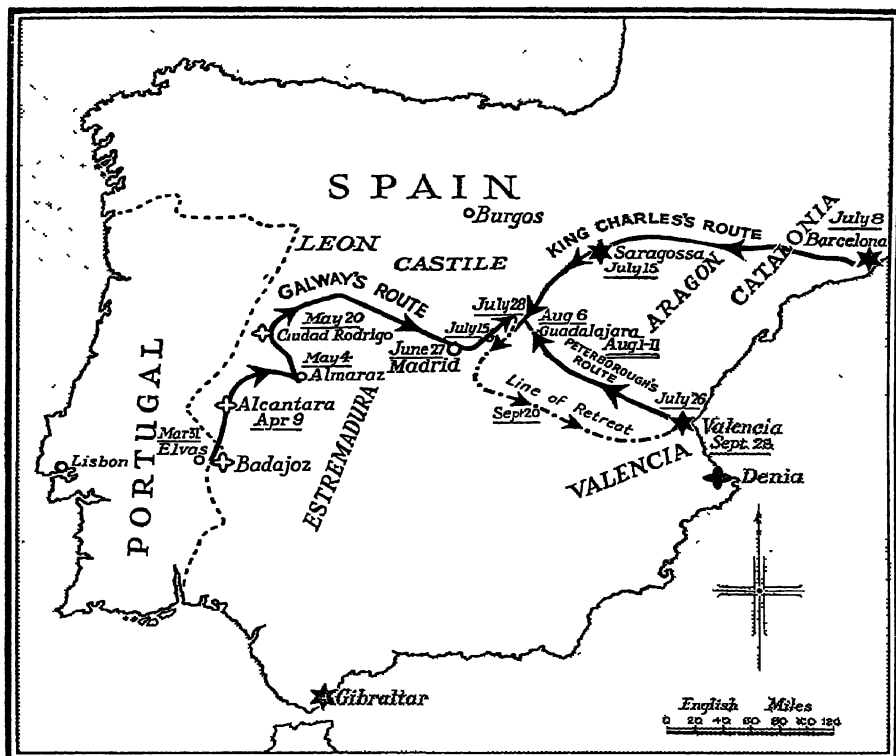 SPAIN
Burgos
KING CHARLES'S ROUTE
CATALONIA
July 8
Barcelona
LEON
CASTILE
Saragossa
July 15
ARAGON
GALWAY'S ROUTE
July 28
May 20
Ciudad Rodrigo
July 15
Aug 6
Guadalajara
Aug 1-11
June 27
Madrid
PETERBOROUGH'S
ROUTE
May 4
Almaraz
PORTUGAL
Alcantara
Apr 9
ESTREMADURA
Line of Retreat
Sept 20
July 26
Valencia
Sept. 28
Mar 31
Elvas
Lisbon
Badajoz
VALENCIA
Denia
Gibraltar
English Miles
0 20 40 60 80 100 120